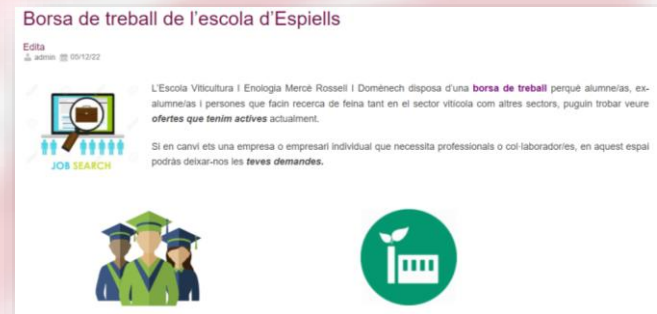 Borsa de treball de l'escola d'Espiells
Edita
admin 05/12/22
L'Escola Viticultura I Enologia Mercè Rossell I Domènech disposa d'una borsa de treball perquè alumne/as, ex-
alumne/as i persones que facin recerca de feina tant en el sector vitícola com altres sectors, puguin trobar veure
ofertes que tenim actives actualment.
Si en canvi ets una empresa o empresari individual que necessita professionals o col·laborador/es, en aquest espai
podràs deixar-nos les teves demandes.
JOB SEARCH